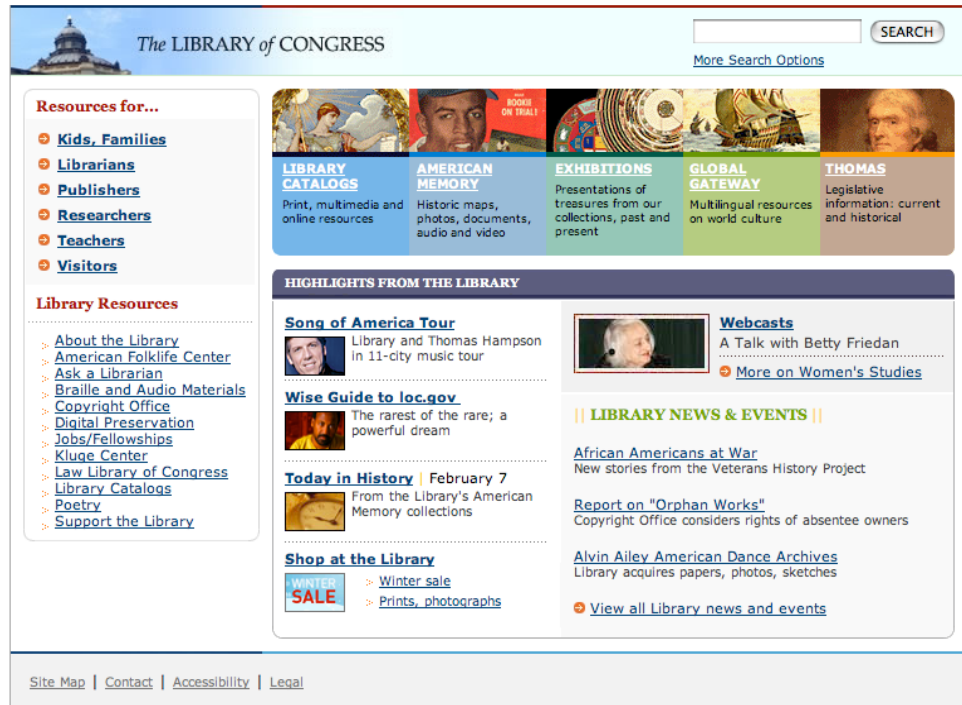 The LIBRARY of CONGRESS
SEARCH
More Search Options
Resources for...
Kids, Families
Librarians
Publishers
Researchers
Teachers
Visitors
Library Resources
About the Library
American Folklife Center
Ask a Librarian
Braille and Audio Materials
Copyright Office
Digital Preservation
Jobs/Fellowships
Kluge Center
Law Library of Congress
Library Catalogs
Poetry
Support the Library
ROOKIE
ON TRIAL!
LIBRARY
CATALOGS
Print, multimedia and
online resources
AMERICAN
MEMORY
Historic maps,
photos, documents,
audio and video
EXHIBITIONS
Presentations of
treasures from our
collections, past and
present
GLOBAL
GATEWAY
Multilingual resources
on world culture
THOMAS
Legislative
information: current
and historical
HIGHLIGHTS FROM THE LIBRARY
Song of America Tour
Library and Thomas Hampson
in 11-city music tour
Wise Guide to loc.gov
The rarest of the rare; a
powerful dream
Today in History | February 7
From the Library's American
Memory collections
Shop at the Library
WINTER
SALE
Winter sale
Prints, photographs
Webcasts
A Talk with Betty Friedan
More on Women's Studies
|| LIBRARY NEWS & EVENTS ||
African Americans at War
New stories from the Veterans History Project
Report on "Orphan Works"
Copyright Office considers rights of absentee owners
Alvin Ailey American Dance Archives
Library acquires papers, photos, sketches
View all Library news and events
Site Map | Contact | Accessibility | Legal